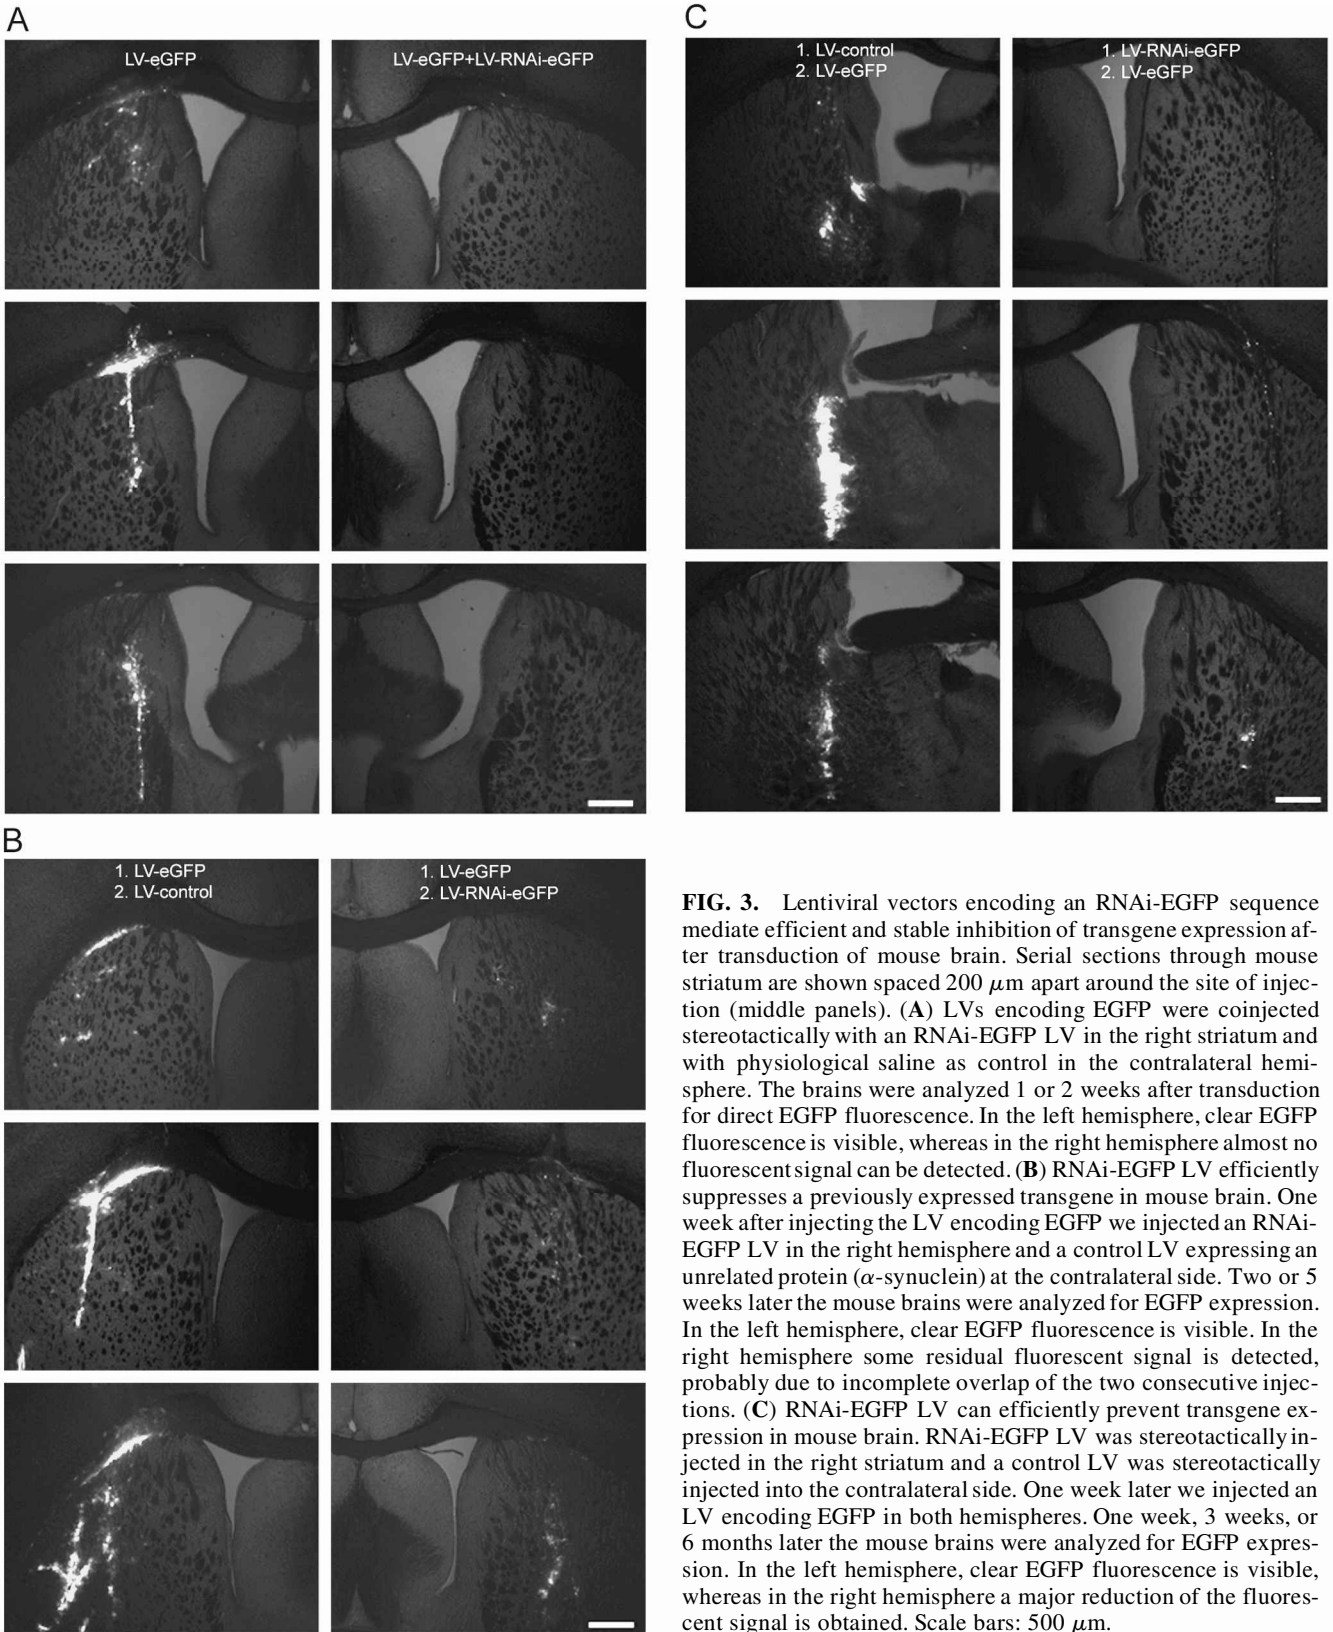 A
LV-eGFP
LV-eGFP+LV-RNAi-eGFP
C
1. LV-control
2. LV-eGFP
1. LV-RNAi-eGFP
2. LV-eGFP
B
1. LV-eGFP
2. LV-control
1. LV-eGFP
2. LV-RNAi-eGFP
FIG. 3. Lentiviral vectors encoding an RNAi-EGFP sequence
mediate efficient and stable inhibition of transgene expression af-
ter transduction of mouse brain. Serial sections through mouse
striatum are shown spaced 200 μm apart around the site of injec-
tion (middle panels). (A) LVs encoding EGFP were coinjected
stereotactically with an RNAi-EGFP LV in the right striatum and
with physiological saline as control in the contralateral hemi-
sphere. The brains were analyzed 1 or 2 weeks after transduction
for direct EGFP fluorescence. In the left hemisphere, clear EGFP
fluorescence is visible, whereas in the right hemisphere almost no
fluorescent signal can be detected. (B) RNAi-EGFP LV efficiently
suppresses a previously expressed transgene in mouse brain. One
week after injecting the LV encoding EGFP we injected an RNAi-
EGFP LV in the right hemisphere and a control LV expressing an
unrelated protein (α-synuclein) at the contralateral side. Two or 5
weeks later the mouse brains were analyzed for EGFP expression.
In the left hemisphere, clear EGFP fluorescence is visible. In the
right hemisphere some residual fluorescent signal is detected,
probably due to incomplete overlap of the two consecutive injec-
tions. (C) RNAi-EGFP LV can efficiently prevent transgene ex-
pression in mouse brain. RNAi-EGFP LV was stereotactically in-
jected in the right striatum and a control LV was stereotactically
injected into the contralateral side. One week later we injected an
LV encoding EGFP in both hemispheres. One week, 3 weeks, or
6 months later the mouse brains were analyzed for EGFP expres-
sion. In the left hemisphere, clear EGFP fluorescence is visible,
whereas in the right hemisphere a major reduction of the fluores-
cent signal is obtained. Scale bars: 500 μm.